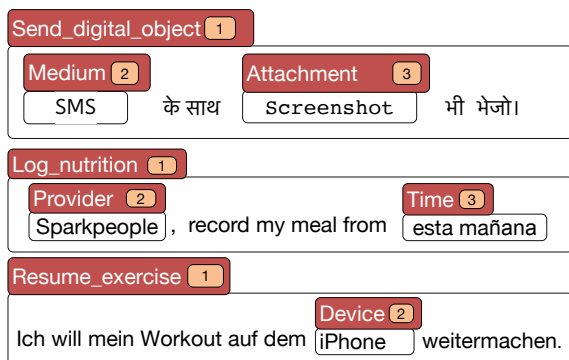 Send_digital_object 1
Medium 2 Attachment 3
SMS के साथ Screenshot भी भेजो।
Log_nutrition 1
Provider 2 Time 3
Sparkpeople , record my meal from esta mañana
Resume_exercise 1
Device 2
Ich will mein Workout auf dem iPhone weitermachen.